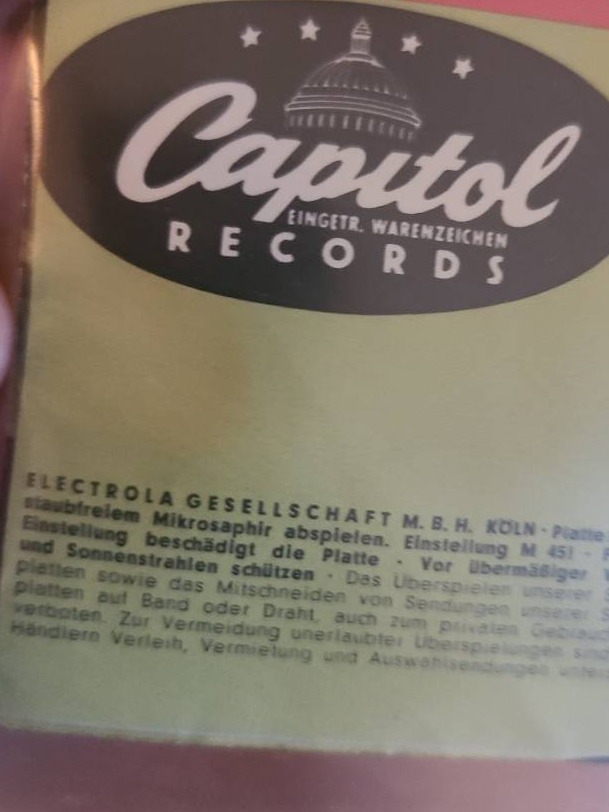 Capitol
EINGETR. WARENZEICHEN
RECORDS
ELECTROLA GESELLSCHAFT M. B. H. KÖLN · Platte
staubfreiem Mikrosaphir abspielen. Einstellung M 45! ·
Einstellung beschädigt die Platte · Vor übermäßiger
und Sonnenstrahlen schützen · Das Überspielen unserer
platten sowie das Mitschneiden von Sendungen unserer
platten auf Band oder Draht, auch zum privaten Gebrauch
verboten. Zur Vermeidung unerlaubter Überspielungen sind
Händlern Verleih, Vermietung und Auswahlsendungen